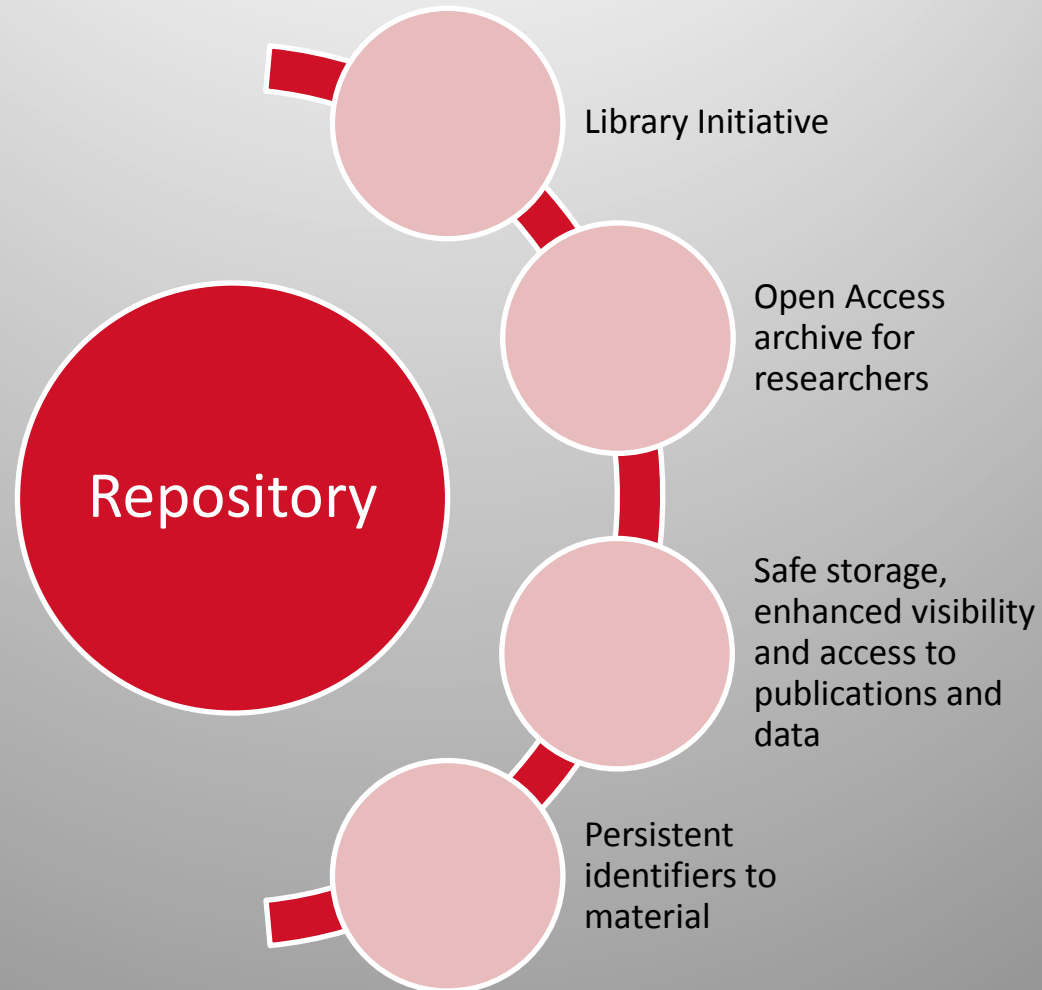 Library Initiative
Open Access
archive for
researchers
Repository
Safe storage,
enhanced visibility
and access to
publications and
data
Persistent
identifiers to
material